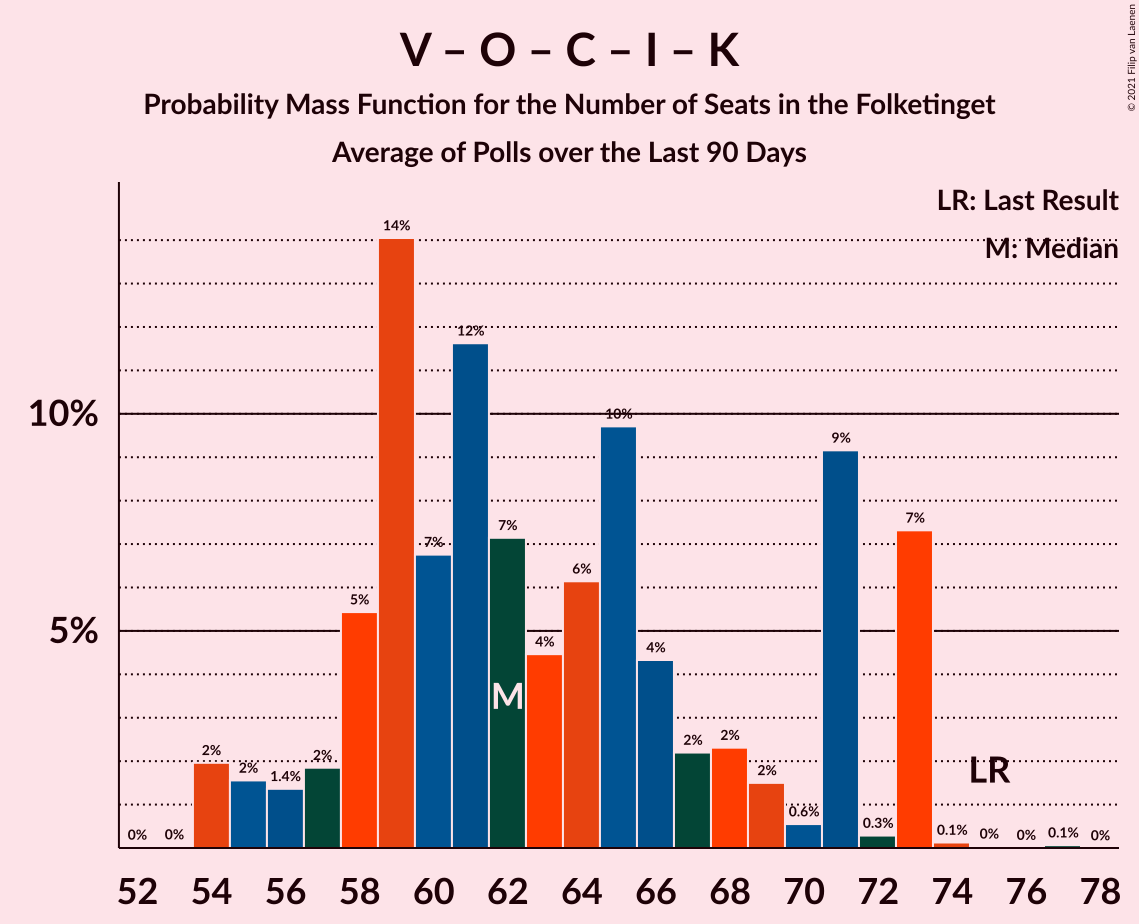 V – O – C – I – K
Probability Mass Function for the Number of Seats in the Folketinget
Average of Polls over the Last 90 Days
© 2021 Filip van Laenen
LR: Last Result
M: Median
10%
5%
0% 0% 2% 2% 1.4% 2% 5% 14% 7% 12% 7% 4% 6% 10% 4% 2% 2% 2% 0.6% 9% 0.3% 7% 0.1% 0% 0% 0.1% 0%
M
LR
52 54 56 58 60 62 64 66 68 70 72 74 76 78